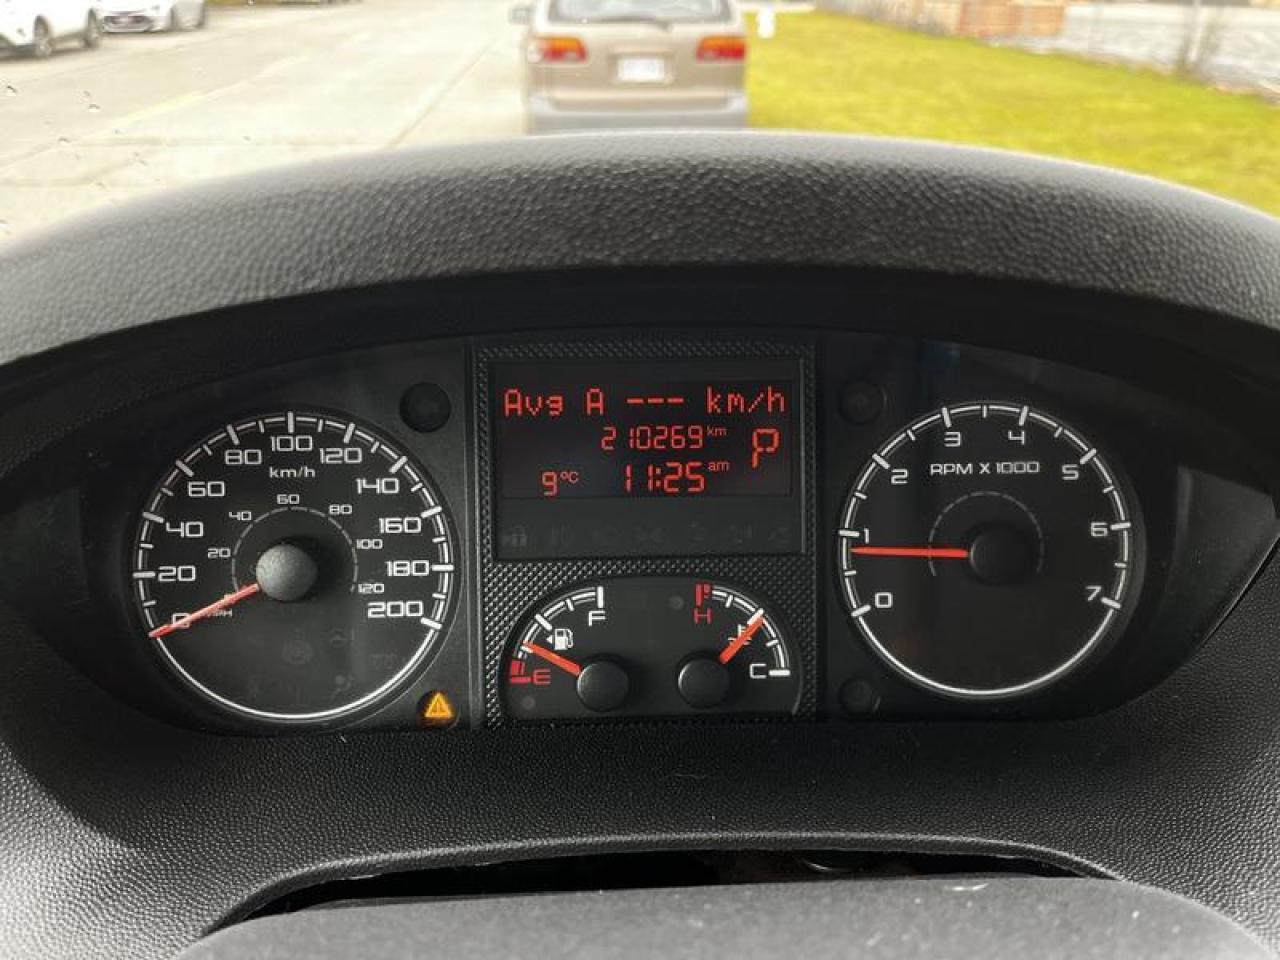 Avg A --- km/h
210269 km
P
9°C 11:25 am
0 20 40 60 80 100 120 140 160 180 200
km/h
20 40 60 80 100 120
MPH
F
E
H
C
RPM X 1000
0 1 2 3 4 5 6 7